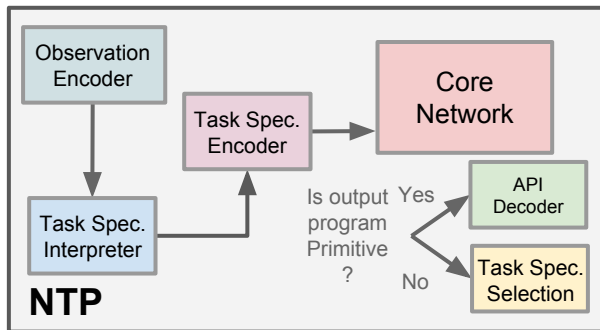 Observation
Encoder
Task Spec.
Interpreter
Task Spec.
Encoder
Core
Network
Is output
program
Primitive
?
Yes
No
API
Decoder
Task Spec.
Selection
NTP